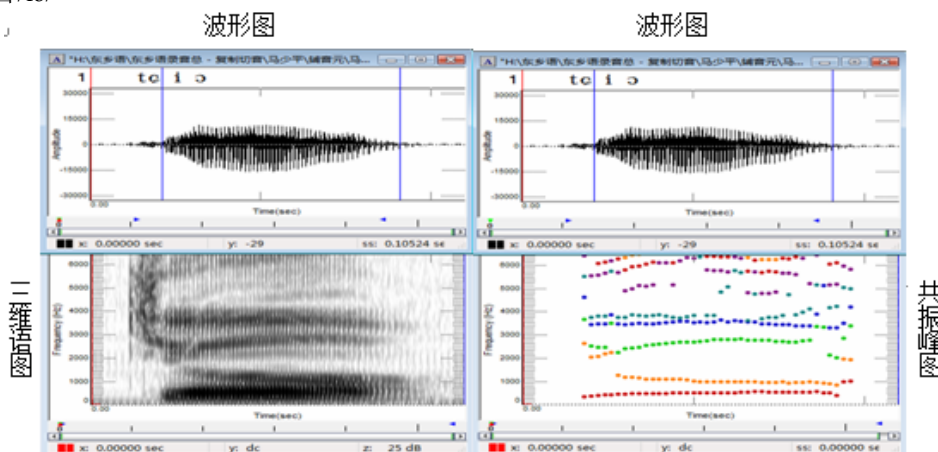 波形图
波形图
"H:\东乡语\东乡语录音总 - 复制切音\马少平\辅音元\马...
"H:\东乡语\东乡语录音总 - 复制切音\马少平\辅音元\马...
1 tɕ i ɔ
1 tɕ i ɔ
30000
15000
0
-15000
-30000
Amplitude
0.00
Time(sec)
30000
15000
0
-15000
-30000
Amplitude
0.00
Time(sec)
x: 0.00000 sec y: -29 ss: 0.10524 se
x: 0.00000 sec y: -29 ss: 0.10524 se
三维语图
6000
5000
4000
3000
2000
1000
0
Frequency (Hz)
0.00
Time(sec)
6000
5000
4000
3000
2000
1000
0
Frequency (Hz)
0.00
Time(sec)
共振峰图
x: 0.00000 sec y: dc z: 25 dB
x: 0.00000 sec y: dc ss: 0.00000 se